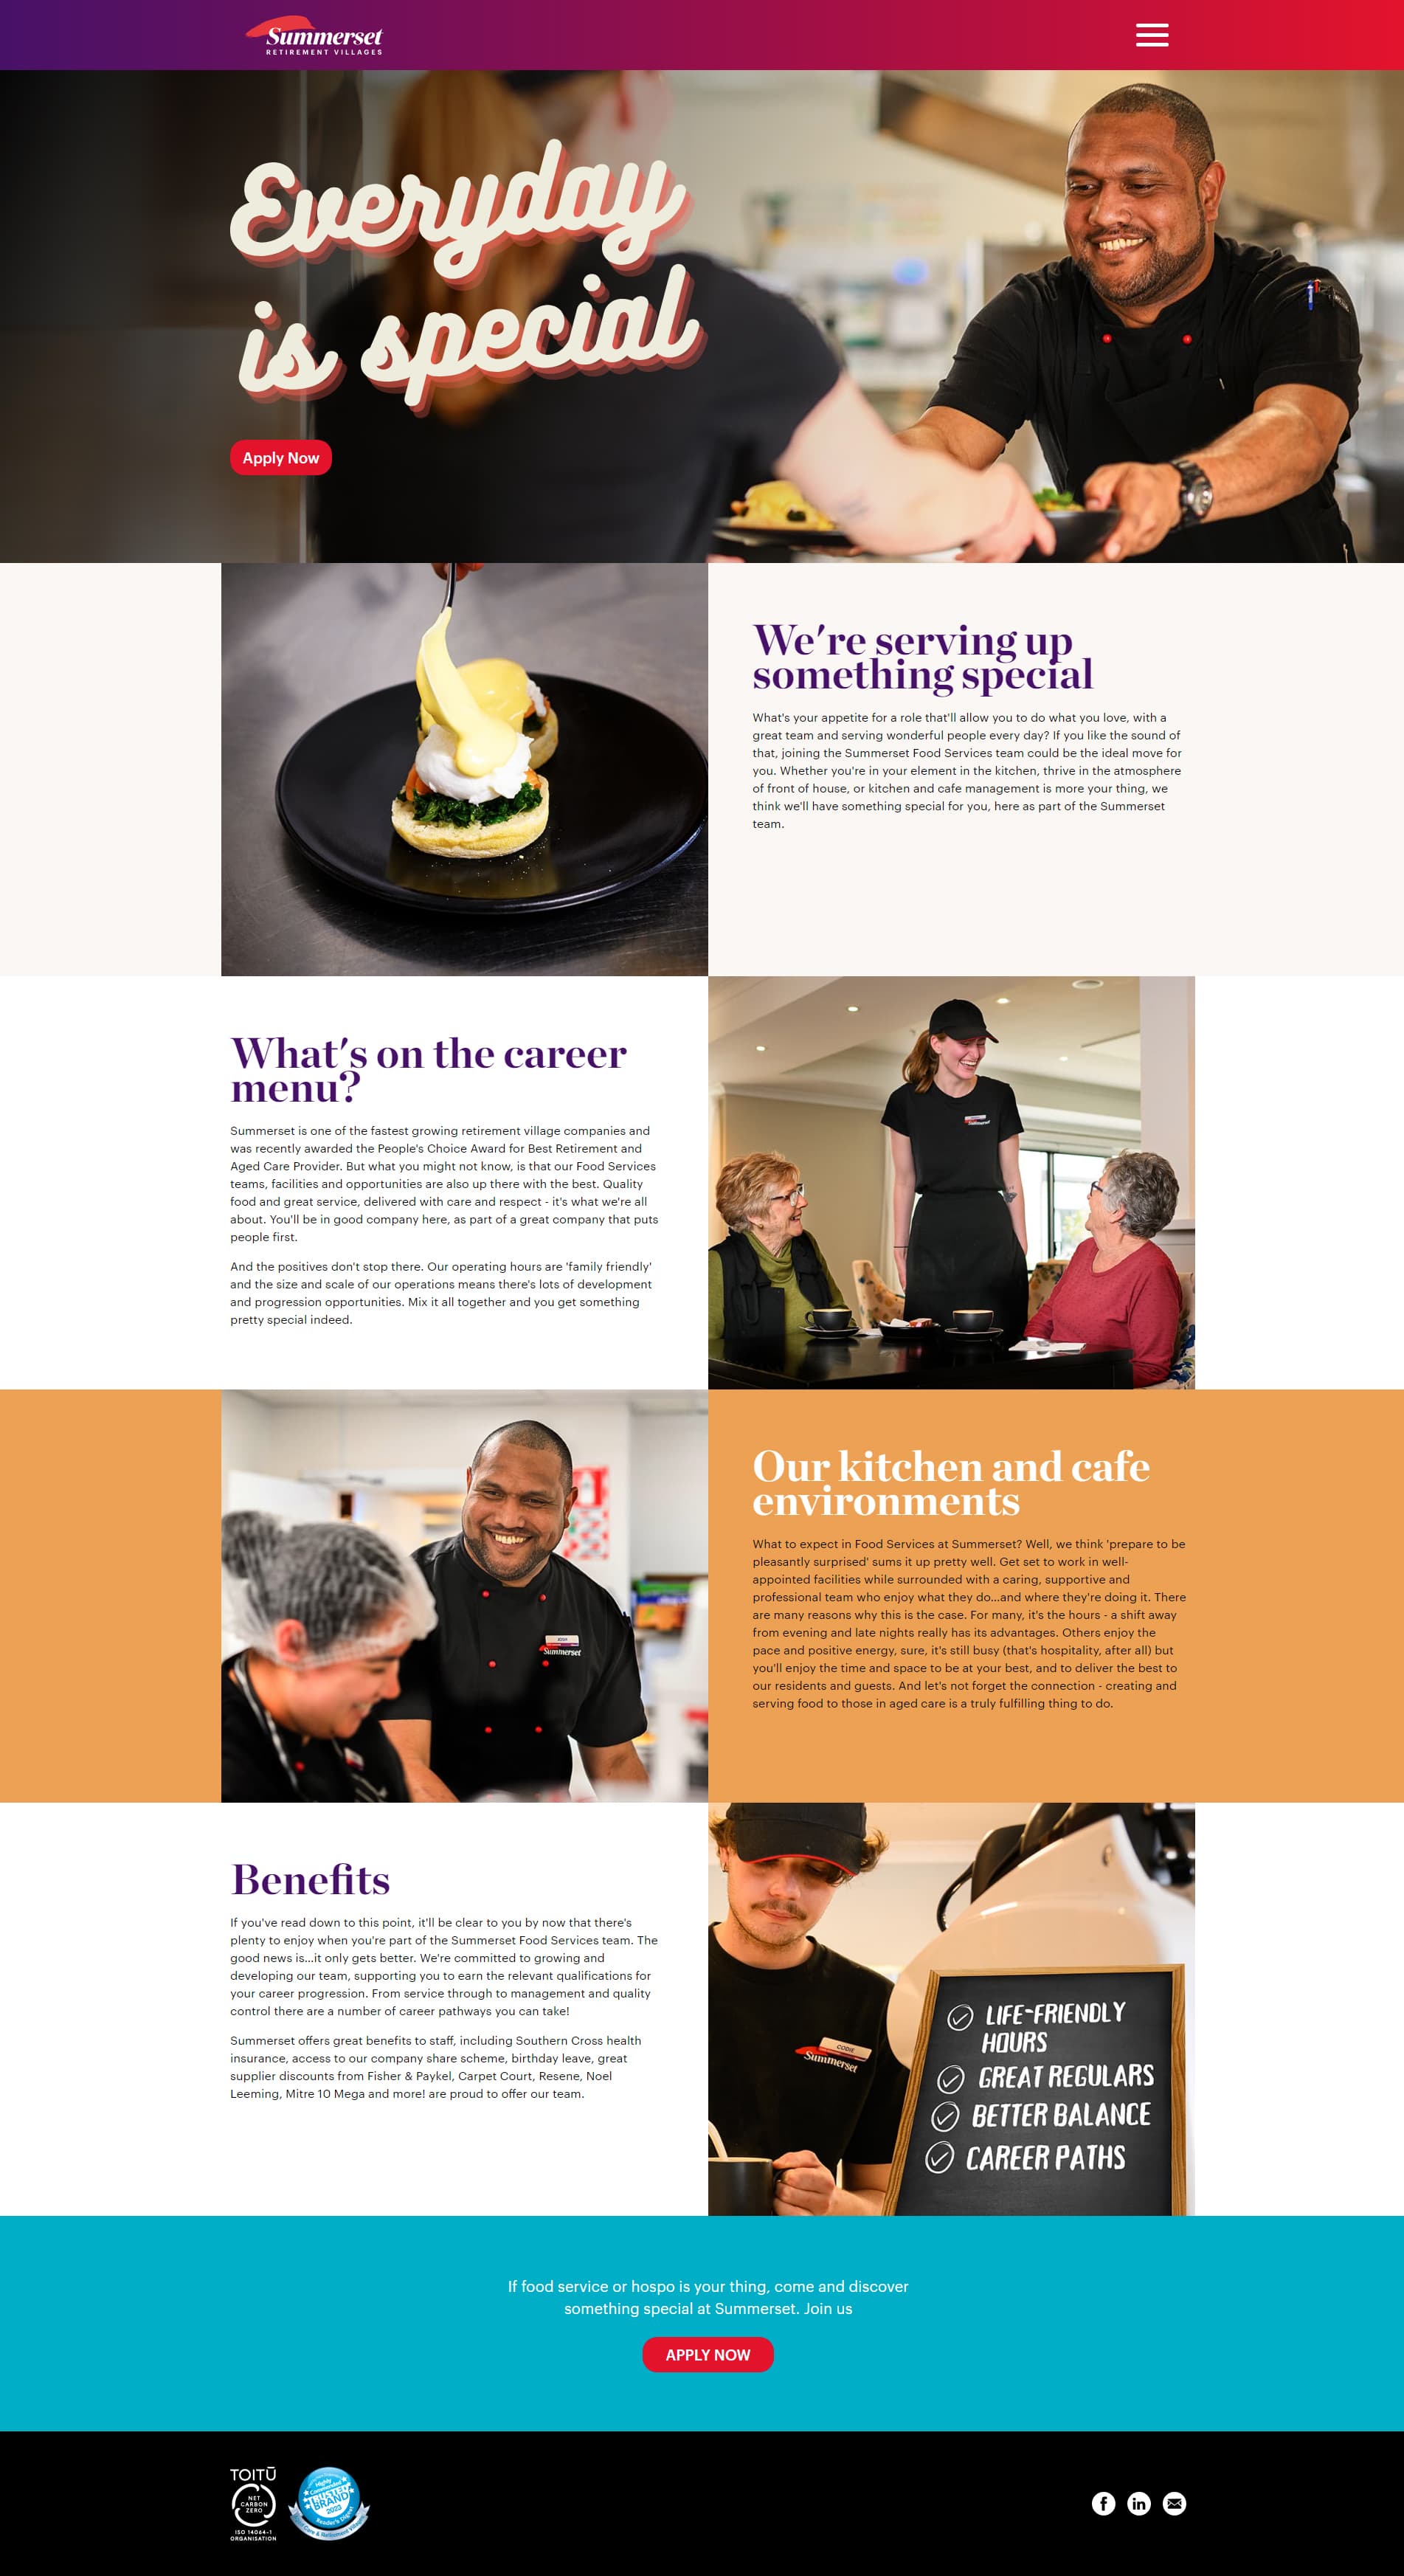 Summerset
RETIREMENT VILLAGES
Everyday
is special
Apply Now
We're serving up
something special
What's your appetite for a role that'll allow you to do what you love, with a
great team and serving wonderful people every day? If you like the sound of
that, joining the Summerset Food Services team could be the ideal move for
you. Whether you're in your element in the kitchen, thrive in the atmosphere
of front of house, or kitchen and cafe management is more your thing, we
think we'll have something special for you, here as part of the Summerset
team.
What's on the career
menu?
Summerset is one of the fastest growing retirement village companies and
was recently awarded the People's Choice Award for Best Retirement and
Aged Care Provider. But what you might not know, is that our Food Services
teams, facilities and opportunities are also up there with the best. Quality
food and great service, delivered with care and respect - it's what we're all
about. You'll be in good company here, as part of a great company that puts
people first.
And the positives don't stop there. Our operating hours are 'family friendly'
and the size and scale of our operations means there's lots of development
and progression opportunities. Mix it all together and you get something
pretty special indeed.
Summerset
JOSH
Summerset
Our kitchen and cafe
environments
What to expect in Food Services at Summerset? Well, we think 'prepare to be
pleasantly surprised' sums it up pretty well. Get set to work in well-
appointed facilities while surrounded with a caring, supportive and
professional team who enjoy what they do...and where they're doing it. There
are many reasons why this is the case. For many, it's the hours - a shift away
from evening and late nights really has its advantages. Others enjoy the
pace and positive energy, sure, it's still busy (that's hospitality, after all) but
you'll enjoy the time and space to be at your best, and to deliver the best to
our residents and guests. And let's not forget the connection - creating and
serving food to those in aged care is a truly fulfilling thing to do.
Benefits
If you've read down to this point, it'll be clear to you by now that there's
plenty to enjoy when you're part of the Summerset Food Services team. The
good news is...it only gets better. We're committed to growing and
developing our team, supporting you to earn the relevant qualifications for
your career progression. From service through to management and quality
control there are a number of career pathways you can take!
Summerset offers great benefits to staff, including Southern Cross health
insurance, access to our company share scheme, birthday leave, great
supplier discounts from Fisher & Paykel, Carpet Court, Resene, Noel
Leeming, Mitre 10 Mega and more! are proud to offer our team.
CODIE
Summerset
LIFE-FRIENDLY
HOURS
GREAT REGULARS
BETTER BALANCE
CAREER PATHS
If food service or hospo is your thing, come and discover
something special at Summerset. Join us
APPLY NOW
TOITŪ
NET
CARBON
ZERO
ISO 14064-1
ORGANISATION
Highly
Commended
TRUSTED
BRAND
2023
Reader's Digest
Care & Retirement Villages